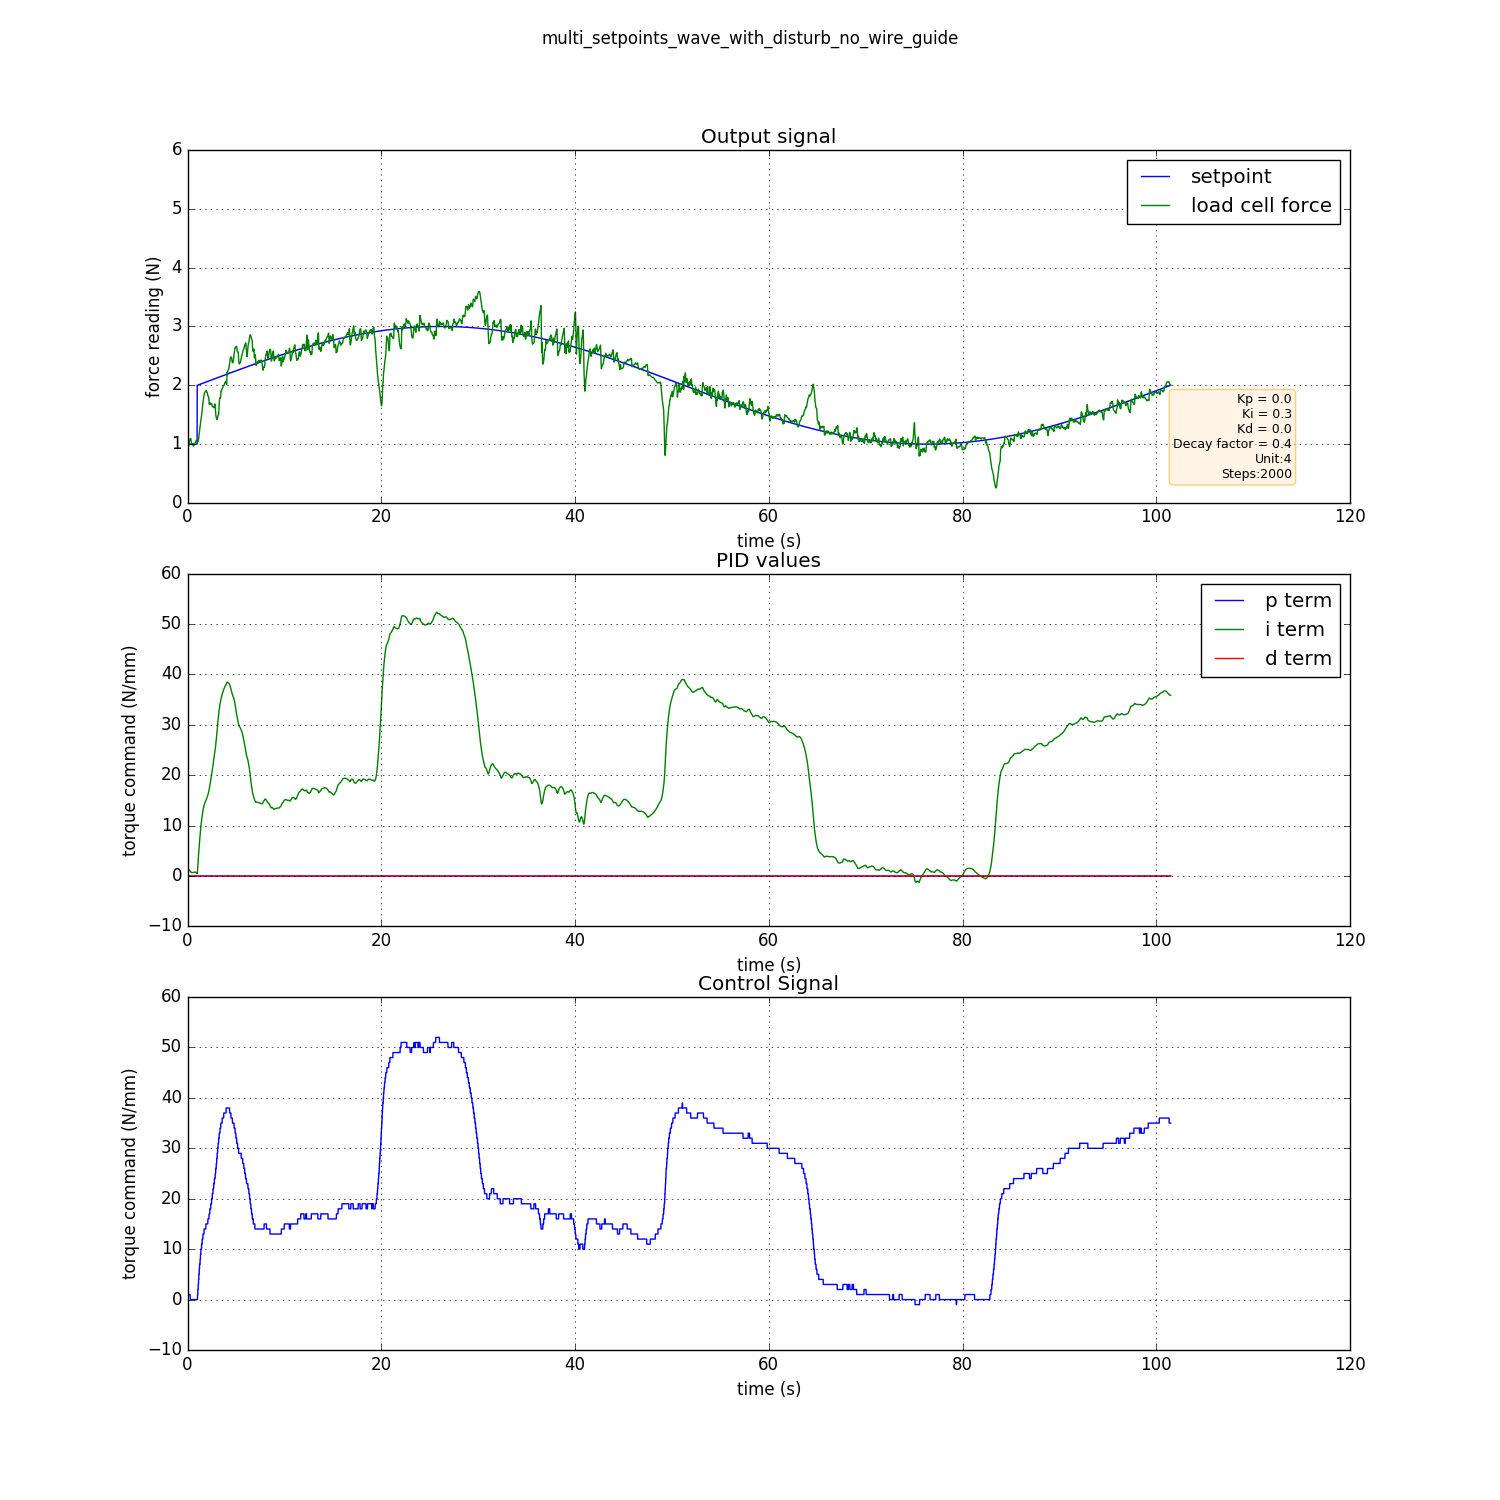 multi_setpoints_wave_with_disturb_no_wire_guide
Output signal
6
5
4
3
2
1
0
force reading (N)
setpoint
load cell force
Kp = 0.0
Ki = 0.3
Kd = 0.0
Decay factor = 0.4
Unit:4
Steps:2000
0 20 40 60 80 100 120
time (s)
PID values
60
50
40
30
20
10
0
−10
torque command (N/mm)
p term
i term
d term
0 20 40 60 80 100 120
time (s)
Control Signal
60
50
40
30
20
10
0
−10
torque command (N/mm)
0 20 40 60 80 100 120
time (s)